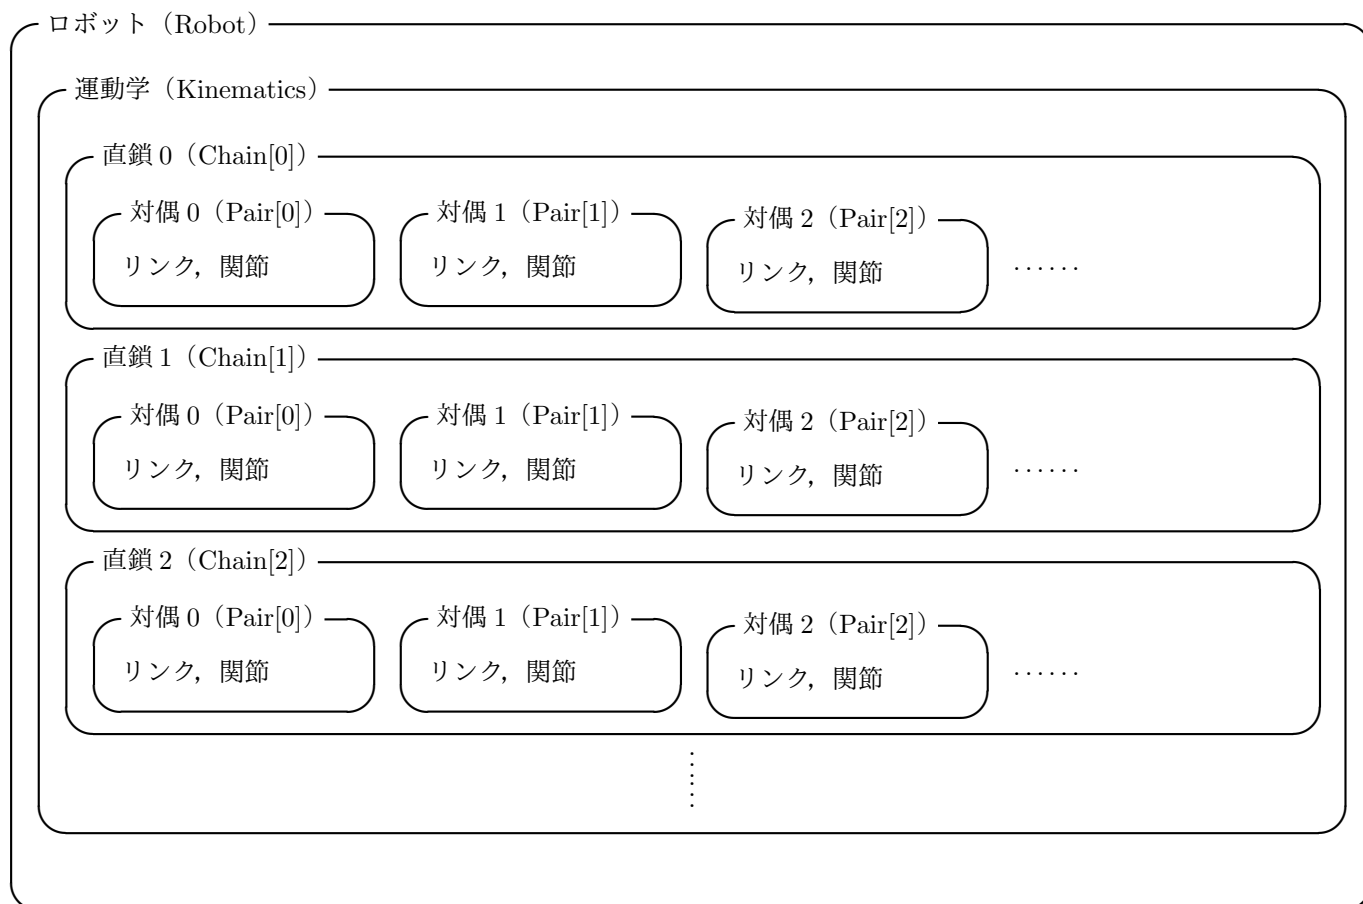 ロボット（Robot）
運動学（Kinematics）
直鎖 0（Chain[0]）
対偶 0（Pair[0]） 対偶 1（Pair[1]） 対偶 2（Pair[2]）
リンク，関節 リンク，関節 リンク，関節 ……
直鎖 1（Chain[1]）
対偶 0（Pair[0]） 対偶 1（Pair[1]） 対偶 2（Pair[2]）
リンク，関節 リンク，関節 リンク，関節 ……
直鎖 2（Chain[2]）
対偶 0（Pair[0]） 対偶 1（Pair[1]） 対偶 2（Pair[2]）
リンク，関節 リンク，関節 リンク，関節 ……